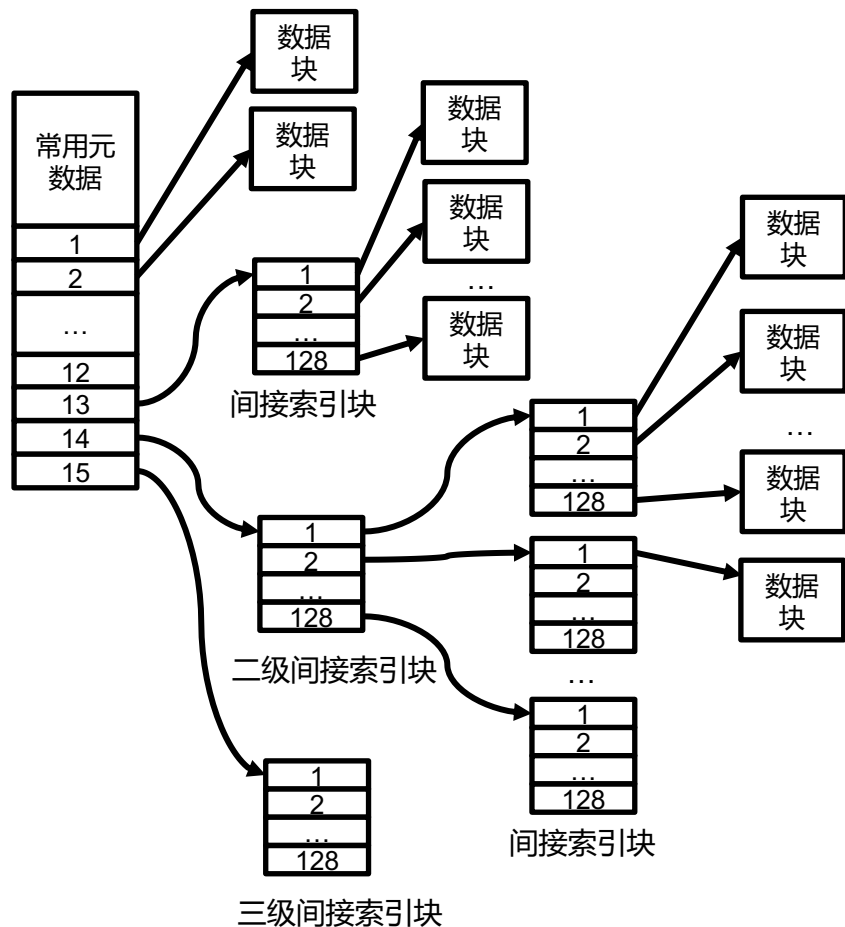 常用元
数据
1
2
…
12
13
14
15
数据
块
数据
块
1
2
…
128
间接索引块
数据
块
数据
块
…
数据
块
1
2
…
128
二级间接索引块
1
2
…
128
1
2
…
128
…
1
2
…
128
间接索引块
数据
块
数据
块
…
数据
块
数据
块
1
2
…
128
三级间接索引块